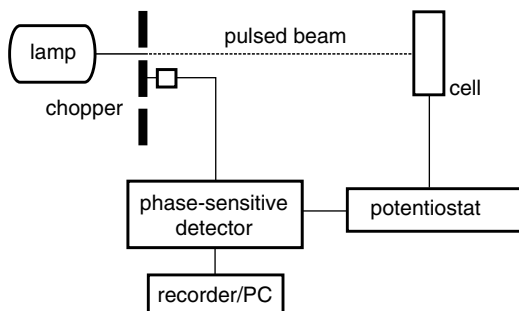 lamp
pulsed beam
cell
chopper
phase-sensitive
detector
potentiostat
recorder/PC